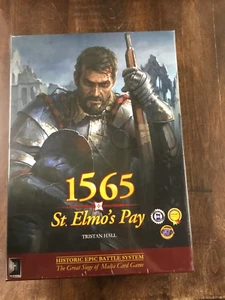 1565
St. Elmo's Pay
TRISTAN HALL
HISTORIC EPIC BATTLE SYSTEM
The Great Siege of Malta Card Game